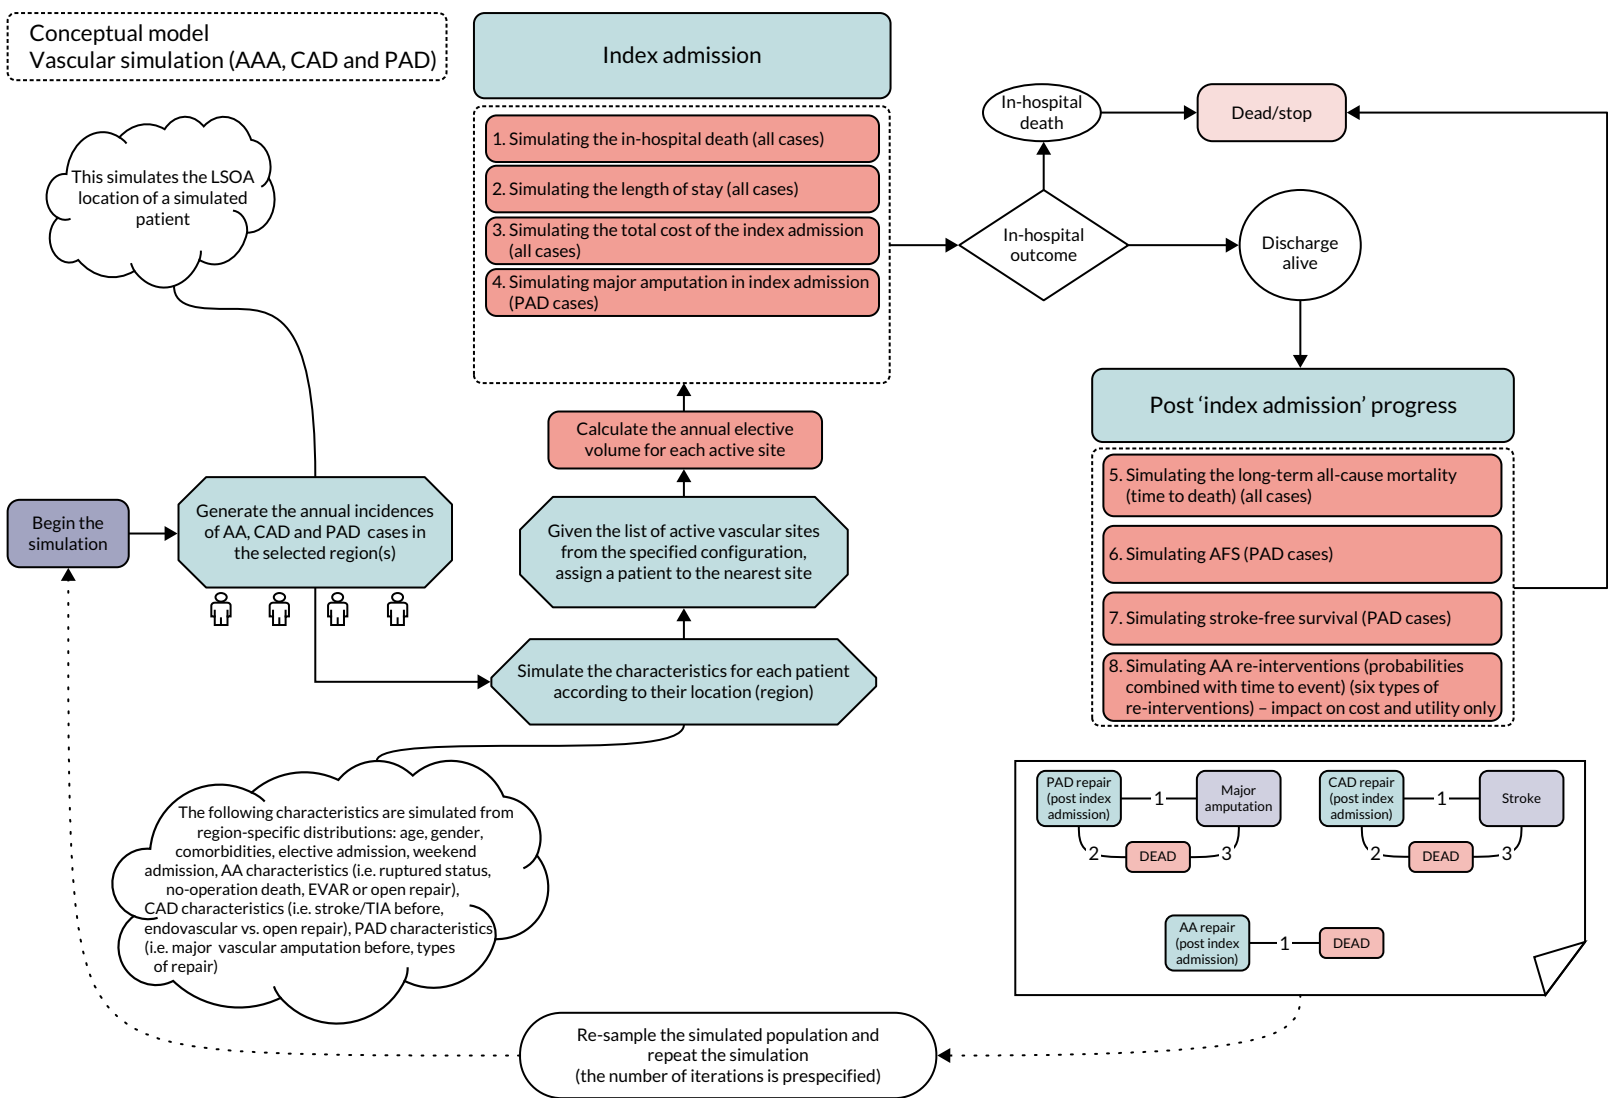 Conceptual model
Vascular simulation (AAA, CAD and PAD)
This simulates the LSOA
location of a simulated
patient
Begin the
simulation
Generate the annual incidences
of AA, CAD and PAD cases in
the selected region(s)
Simulate the characteristics for each patient
according to their location (region)
The following characteristics are simulated from
region-specific distributions: age, gender,
comorbidities, elective admission, weekend
admission, AA characteristics (i.e. ruptured status,
no-operation death, EVAR or open repair),
CAD characteristics (i.e. stroke/TIA before,
endovascular vs. open repair), PAD characteristics
(i.e. major vascular amputation before, types
of repair)
Given the list of active vascular sites
from the specified configuration,
assign a patient to the nearest site
Calculate the annual elective
volume for each active site
Index admission
1. Simulating the in-hospital death (all cases)
2. Simulating the length of stay (all cases)
3. Simulating the total cost of the index admission
(all cases)
4. Simulating major amputation in index admission
(PAD cases)
In-hospital
outcome
In-hospital
death
Dead/stop
Discharge
alive
Post ‘index admission’ progress
5. Simulating the long-term all-cause mortality
(time to death) (all cases)
6. Simulating AFS (PAD cases)
7. Simulating stroke-free survival (PAD cases)
8. Simulating AA re-interventions (probabilities
combined with time to event) (six types of
re-interventions) – impact on cost and utility only
PAD repair
(post index
admission)
1
Major
amputation
2
DEAD
3
CAD repair
(post index
admission)
1
Stroke
2
DEAD
3
AA repair
(post index
admission)
1
DEAD
Re-sample the simulated population and
repeat the simulation
(the number of iterations is prespecified)